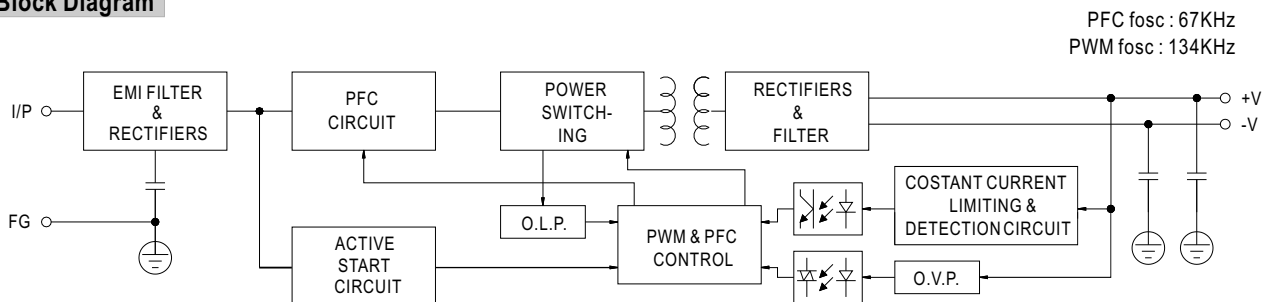 Block Diagram
PFC fosc : 67KHz
PWM fosc : 134KHz
I/P
EMI FILTER
&
RECTIFIERS
PFC
CIRCUIT
POWER
SWITCH-
ING
RECTIFIERS
&
FILTER
+V
-V
FG
O.L.P.
PWM & PFC
CONTROL
COSTANT CURRENT
LIMITING &
DETECTION CIRCUIT
ACTIVE
START
CIRCUIT
O.V.P.